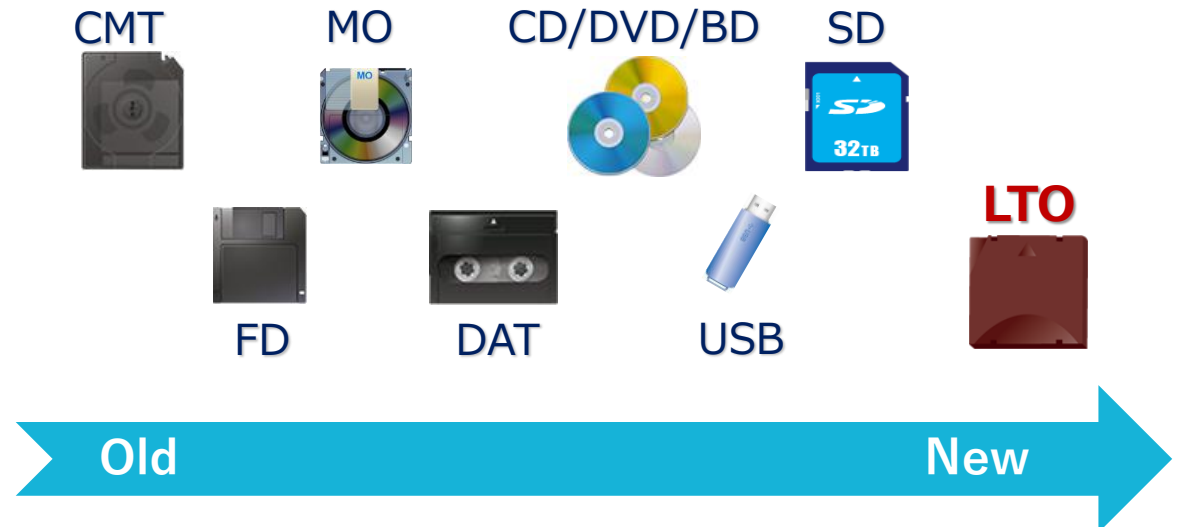 CMT
MO
CD/DVD/BD
SD
MO
SD
32TB
LTO
FD
DAT
USB
Old
New